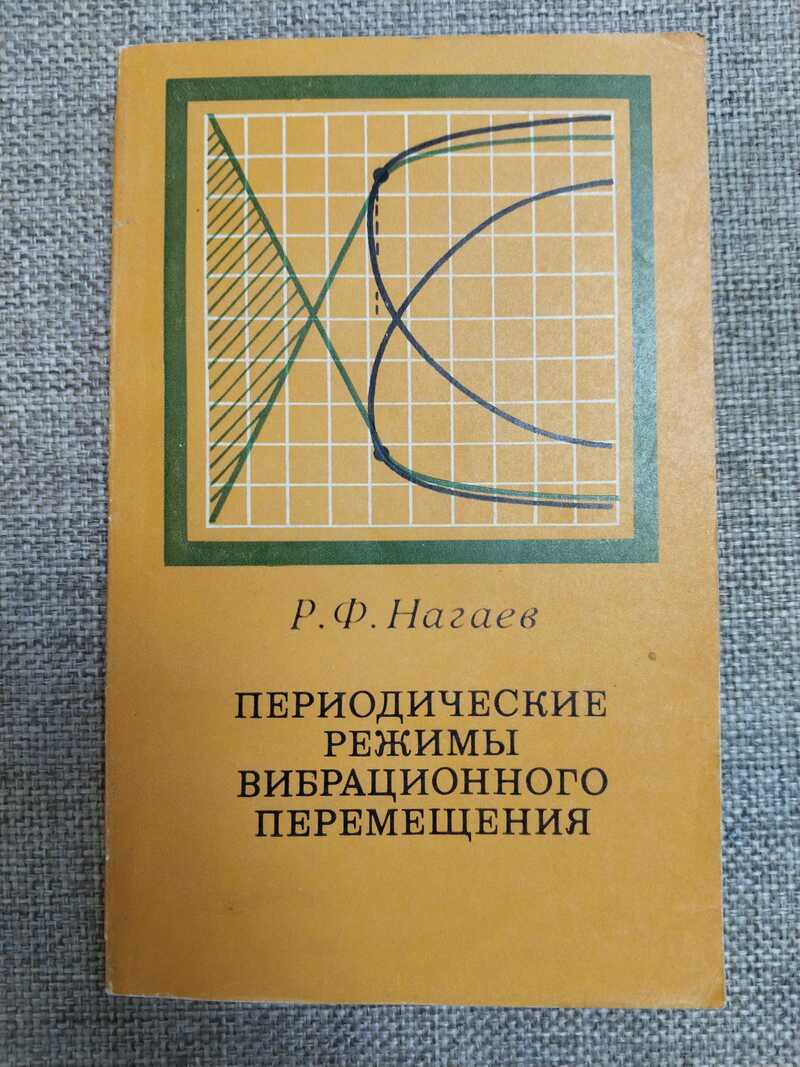 Р.Ф.Нагаев
ПЕРИОДИЧЕСКИЕ
РЕЖИМЫ
ВИБРАЦИОННОГО
ПЕРЕМЕЩЕНИЯ